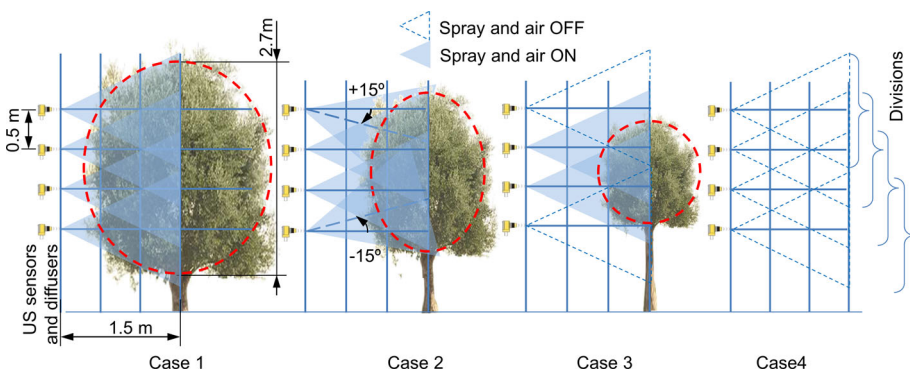 Spray and air OFF
Spray and air ON
2.7m
0.5 m
US sensors
and diffusers
1.5 m
+15º
-15º
Divisions
Case 1
Case 2
Case 3
Case4